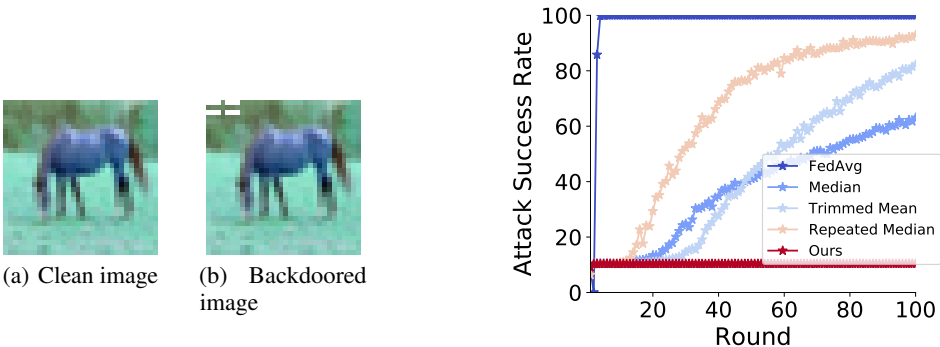 (a) Clean image
(b) Backdoored
image
Attack Success Rate
100
80
60
40
20
0
20
40
60
80
100
Round
FedAvg
Median
Trimmed Mean
Repeated Median
Ours